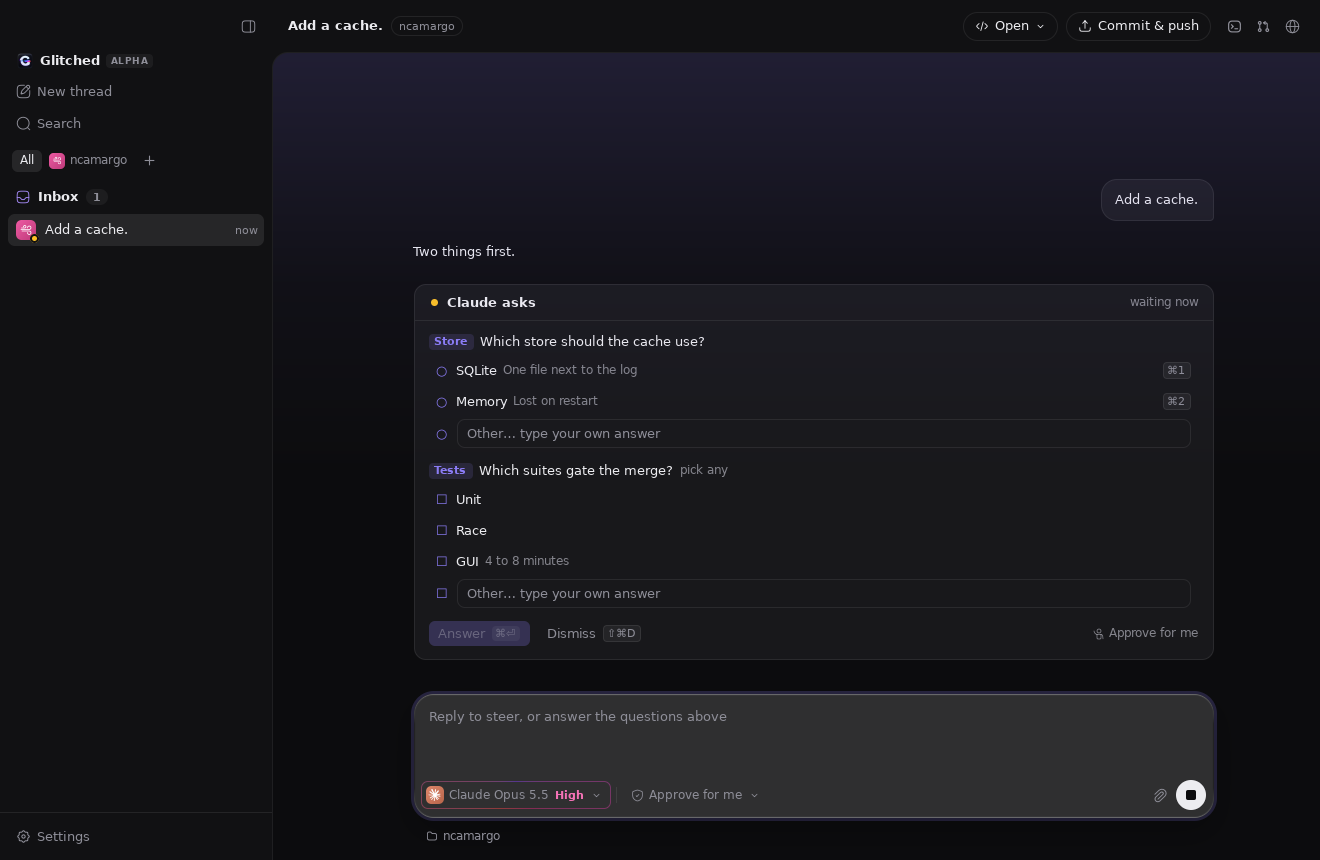 Add a cache. ncamargo Open Commit & push
Glitched ALPHA
New thread
Search
All ncamargo
Inbox 1
Add a cache. now
Settings
Add a cache.
Two things first.
Claude asks waiting now
Store Which store should the cache use?
SQLite One file next to the log ⌘1
Memory Lost on restart ⌘2
Other... type your own answer
Tests Which suites gate the merge? pick any
Unit
Race
GUI 4 to 8 minutes
Other... type your own answer
Answer ⌘⏎ Dismiss ⇧⌘D Approve for me
Reply to steer, or answer the questions above
Claude Opus 5.5 High Approve for me
ncamargo